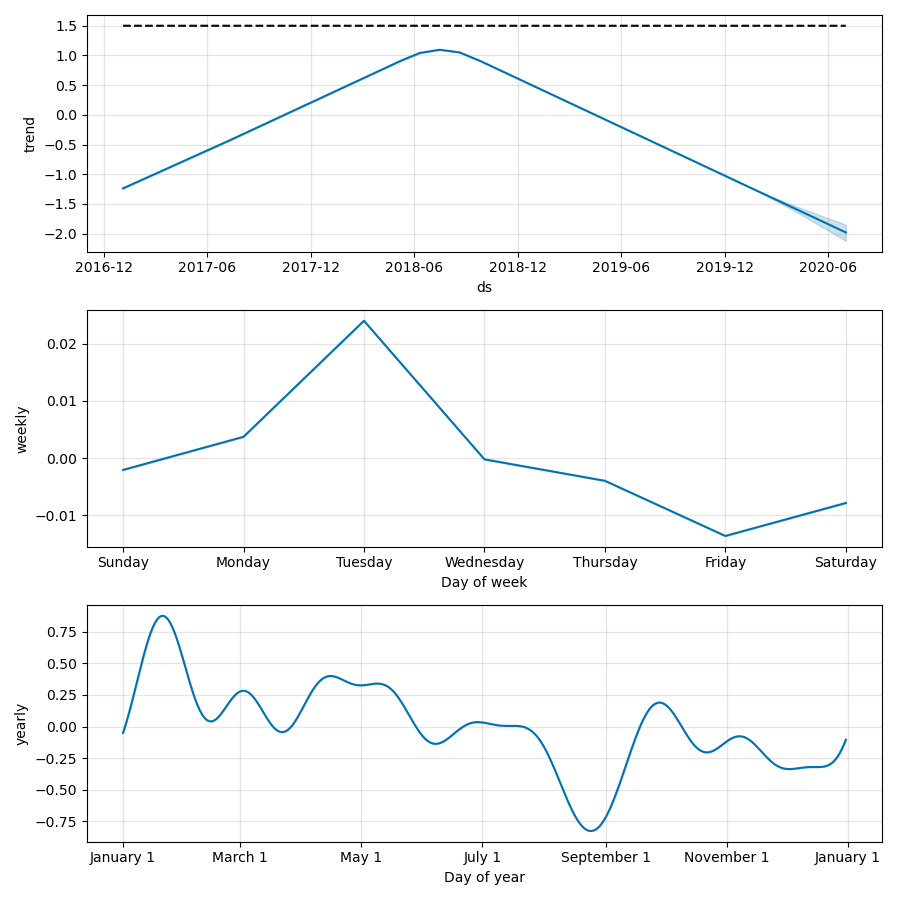 1.5
1.0
0.5
0.0
−0.5
−1.0
−1.5
−2.0
trend
2016-12 2017-06 2017-12 2018-06 2018-12 2019-06 2019-12 2020-06
ds
0.02
0.01
0.00
−0.01
weekly
Sunday Monday Tuesday Wednesday Thursday Friday Saturday
Day of week
0.75
0.50
0.25
0.00
−0.25
−0.50
−0.75
yearly
January 1 March 1 May 1 July 1 September 1 November 1 January 1
Day of year